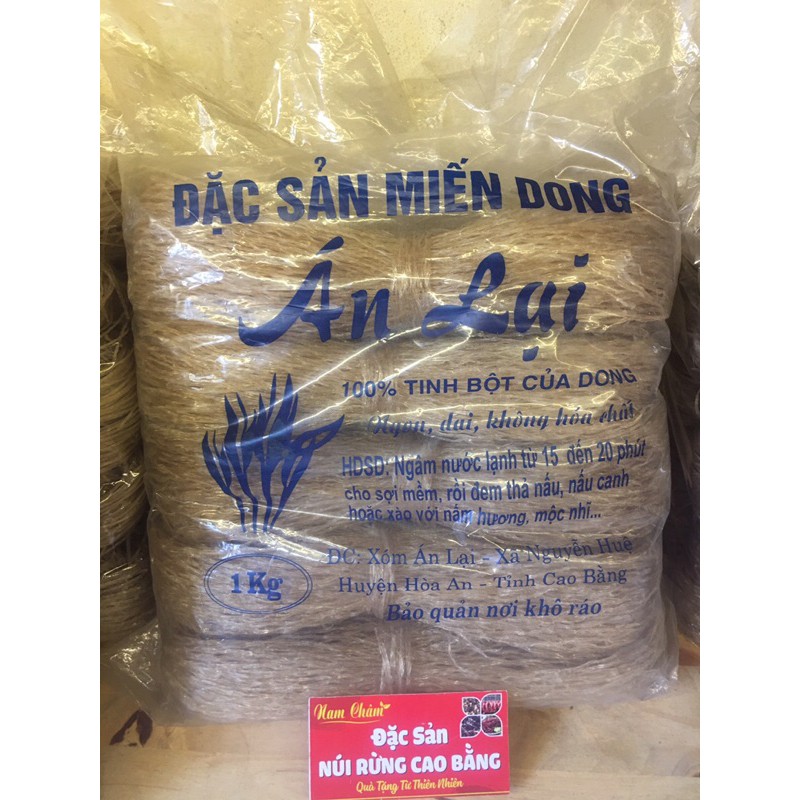 ĐẶC SẢN MIẾN DONG
Án Lại
100% TINH BỘT CỦA DONG
Ngon, dai, không hóa chất
HDSD: Ngâm nước lạnh từ 15 đến 20 phút
cho sợi mềm, rồi đem thả nấu, nấu canh
hoặc xào với nấm hương, mộc nhĩ...
ĐC: Xóm Án Lại - Xã Nguyễn Huệ
Huyện Hòa An - Tỉnh Cao Bằng
1 Kg
Bảo quản nơi khô ráo
Nam Châm
Đặc Sản
NÚI RỪNG CAO BẰNG
Quà Tặng Từ Thiên Nhiên